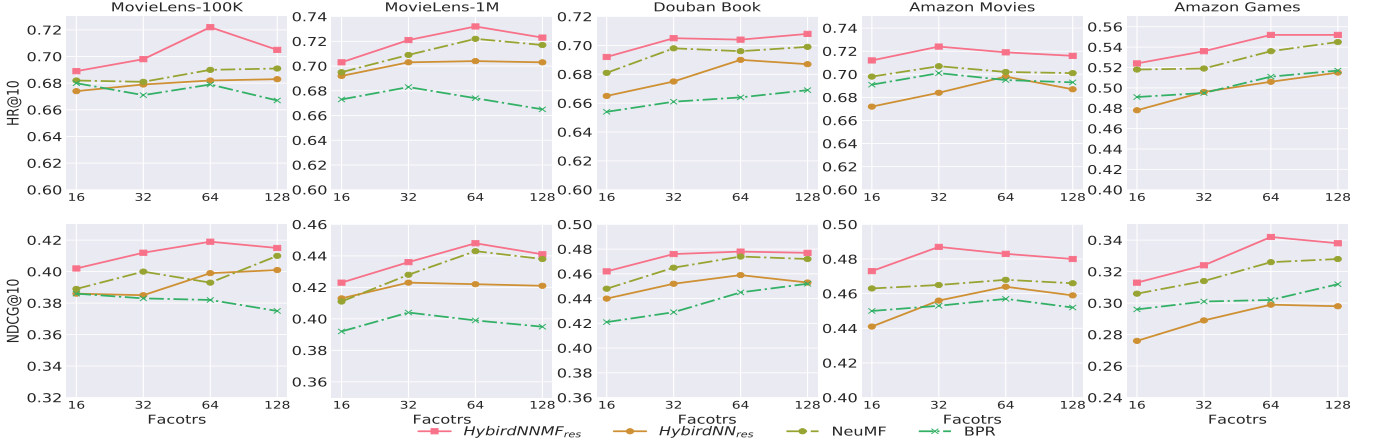 MovieLens-100K MovieLens-1M Douban Book Amazon Movies Amazon Games
HR@10
0.72 0.70 0.68 0.66 0.64 0.62 0.60
16 32 64 128
0.74 0.72 0.70 0.68 0.66 0.64 0.62 0.60
16 32 64 128
0.72 0.70 0.68 0.66 0.64 0.62 0.60
16 32 64 128
0.74 0.72 0.70 0.68 0.66 0.64 0.62 0.60
16 32 64 128
0.56 0.54 0.52 0.50 0.48 0.46 0.44 0.42 0.40
16 32 64 128
NDCG@10
0.42 0.40 0.38 0.36 0.34 0.32
16 32 64 128
0.46 0.44 0.42 0.40 0.38 0.36 0.34
16 32 64 128
0.50 0.48 0.46 0.44 0.42 0.40 0.38 0.36
16 32 64 128
0.50 0.48 0.46 0.44 0.42 0.40
16 32 64 128
0.34 0.32 0.30 0.28 0.26 0.24
16 32 64 128
Facotrs Facotrs Facotrs Facotrs Facotrs
HybirdNNMFres HybirdNNres NeuMF BPR